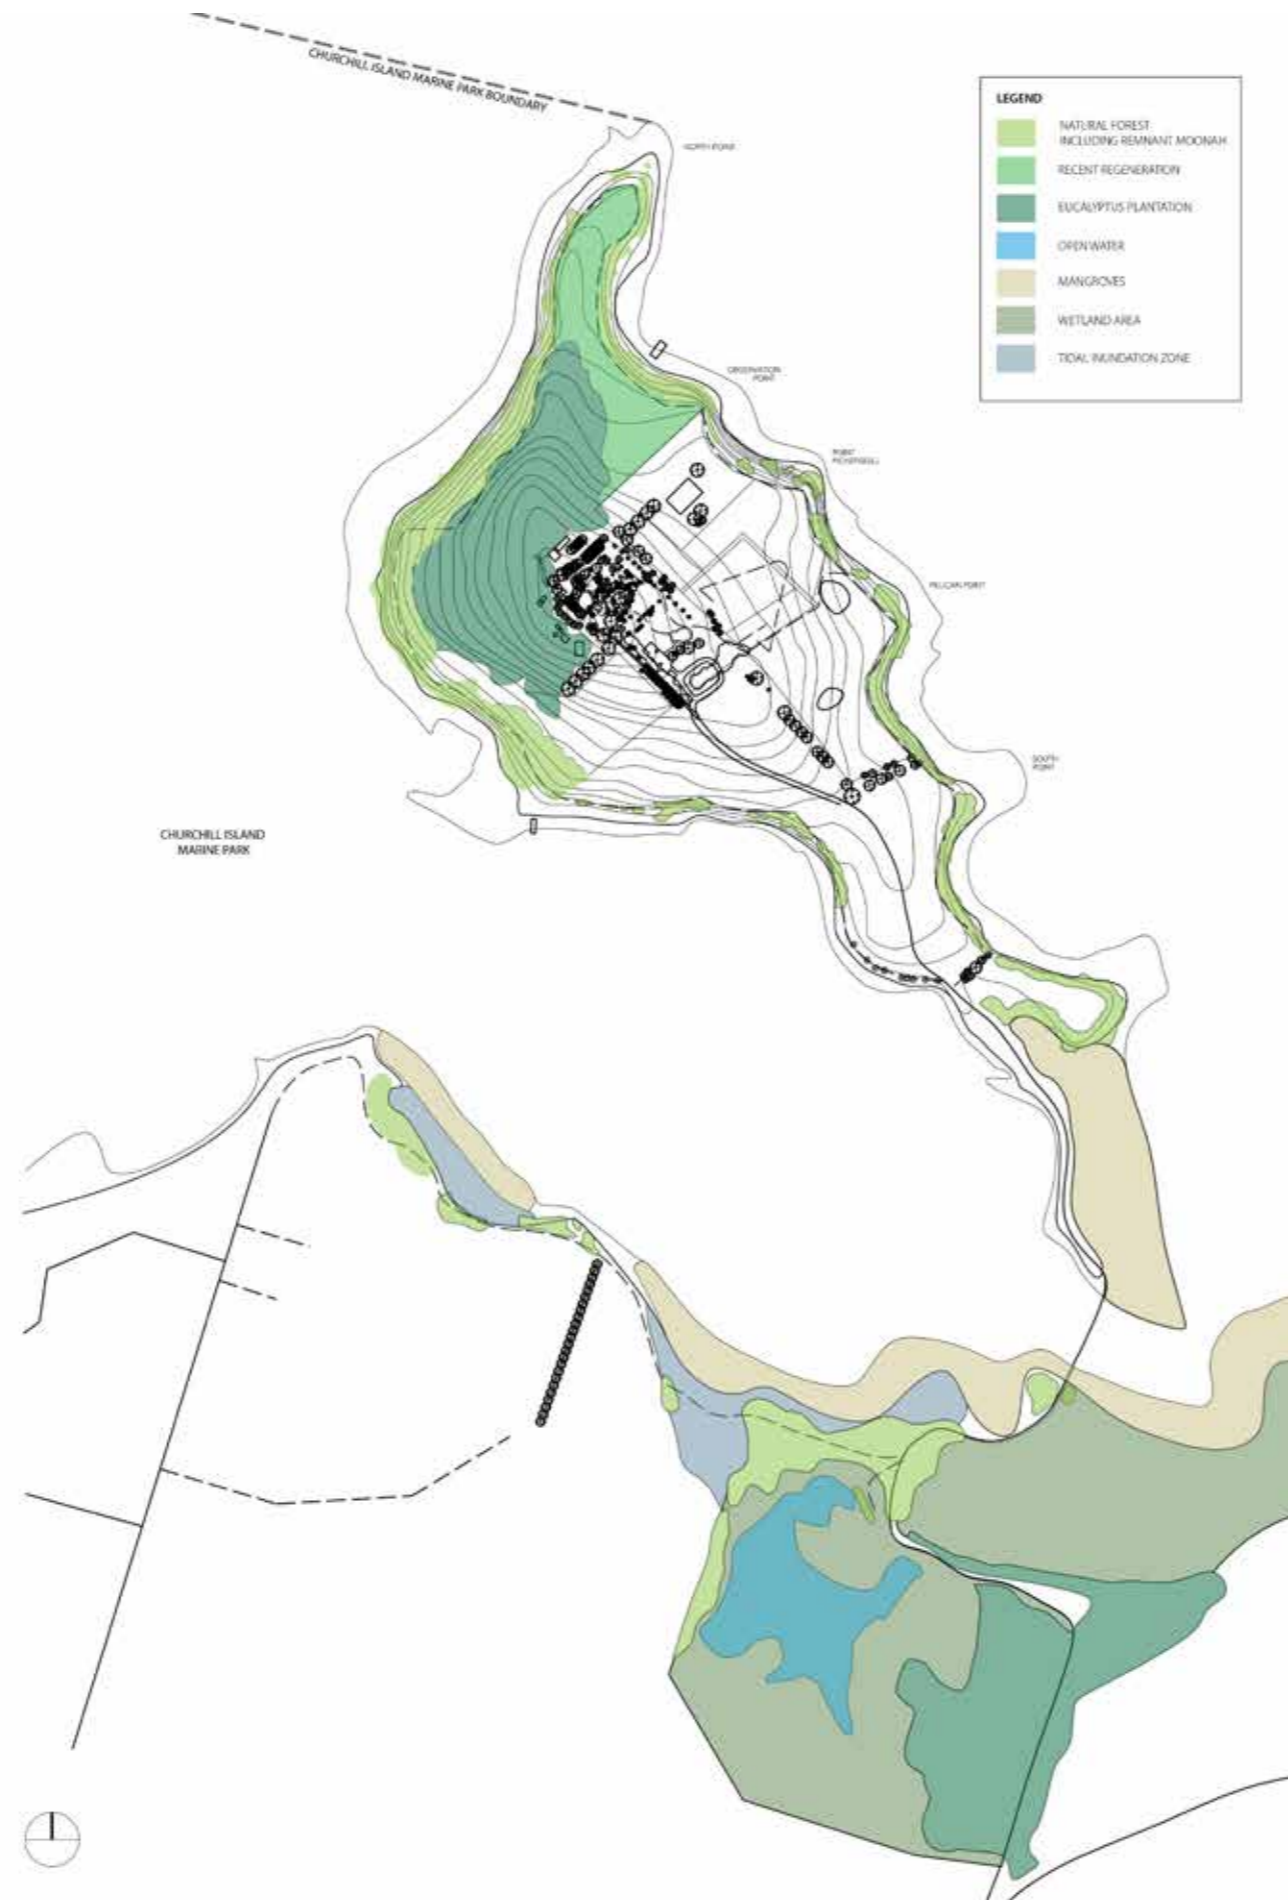 CHURCHILL ISLAND MARINE PARK BOUNDARY
LEGEND
NATURAL FOREST
INCLUDING REMNANT MOONAH
RECENT REGENERATION
EUCALYPTUS PLANTATION
OPEN WATER
MANGROVES
WETLAND AREA
TIDAL INUNDATION ZONE
NORTH POINT
OBSERVATION
POINT
POINT
PELICAN POINT
SOUTH
POINT
CHURCHILL ISLAND
MARINE PARK